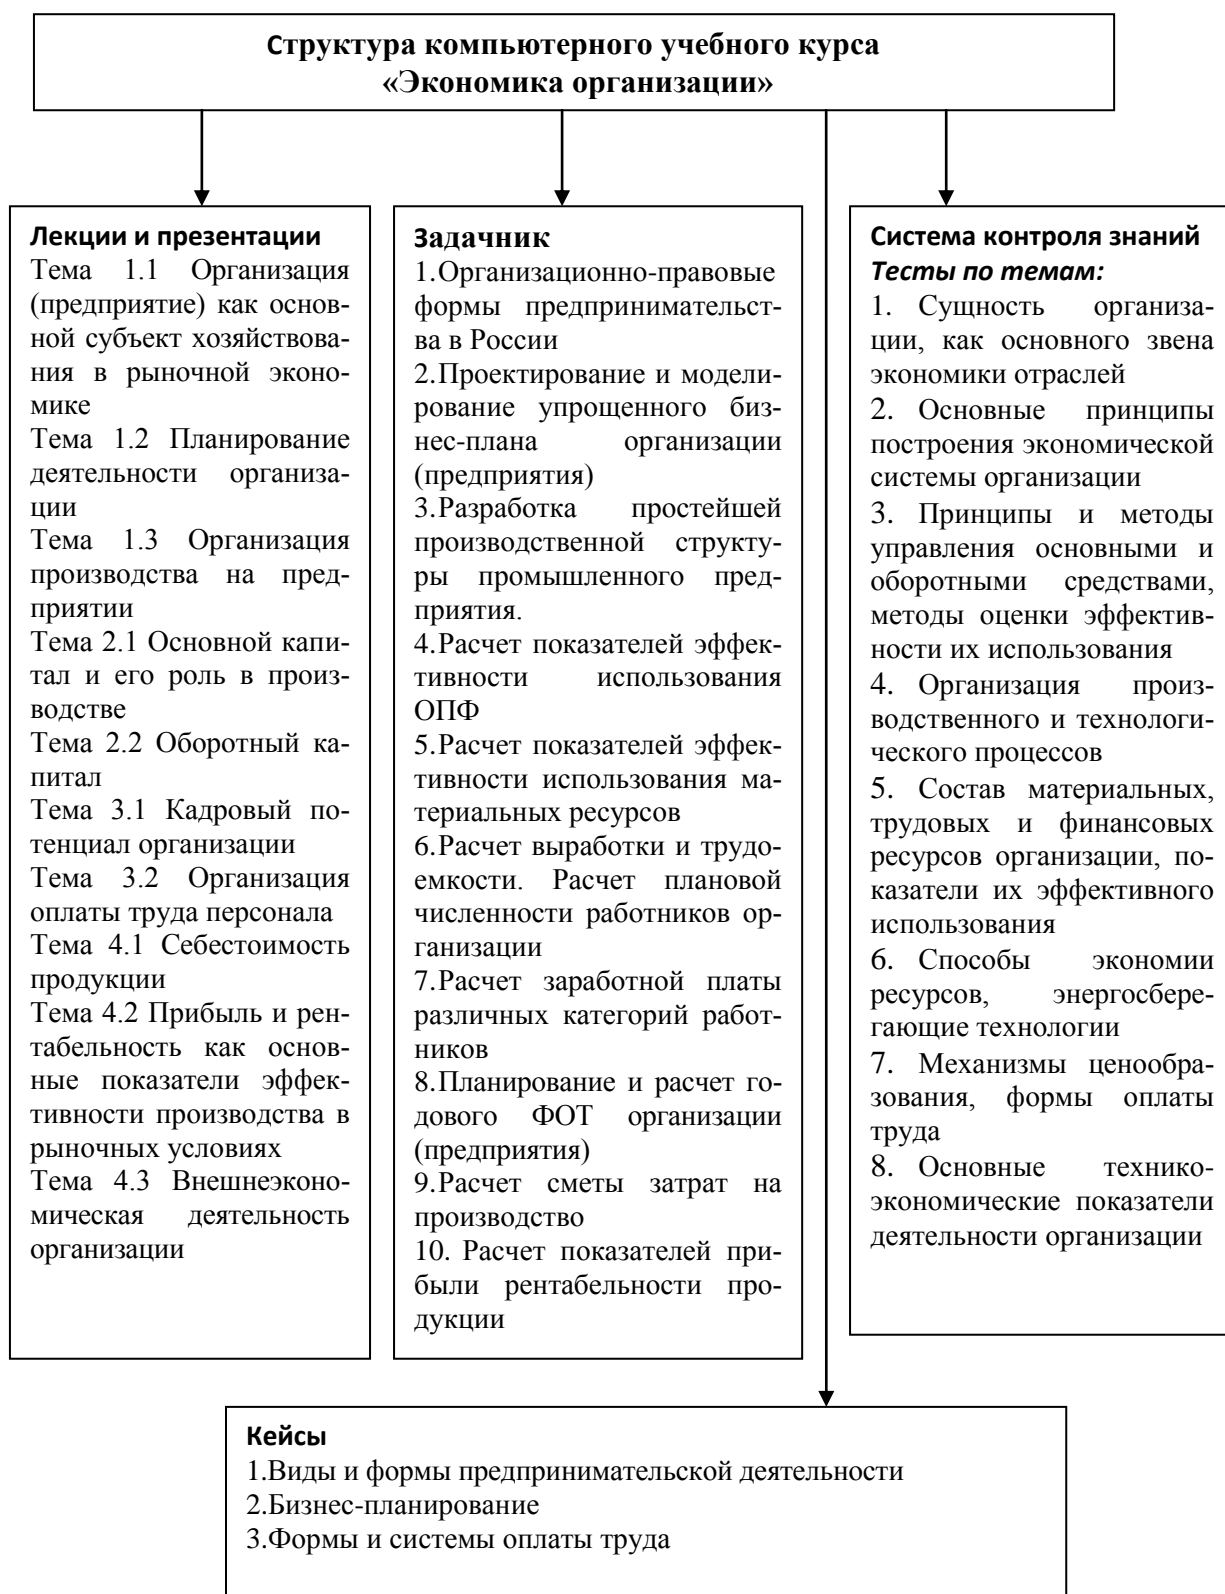 Структура компьютерного учебного курса
«Экономика организации»
Лекции и презентации
Тема 1.1 Организация
(предприятие) как основ-
ной субъект хозяйствова-
ния в рыночной эконо-
мике
Тема 1.2 Планирование
деятельности организа-
ции
Тема 1.3 Организация
производства на пред-
приятии
Тема 2.1 Основной капи-
тал и его роль в произ-
водстве
Тема 2.2 Оборотный ка-
питал
Тема 3.1 Кадровый по-
тенциал организации
Тема 3.2 Организация
оплаты труда персонала
Тема 4.1 Себестоимость
продукции
Тема 4.2 Прибыль и рен-
табельность как основ-
ные показатели эффек-
тивности производства в
рыночных условиях
Тема 4.3 Внешнеэконо-
мическая деятельность
организации
Задачник
1.Организационно-правовые
формы предпринимательст-
ва в России
2.Проектирование и модели-
рование упрощенного биз-
нес-плана организации
(предприятия)
3.Разработка простейшей
производственной структу-
ры промышленного пред-
приятия.
4.Расчет показателей эффек-
тивности использования
ОПФ
5.Расчет показателей эффек-
тивности использования ма-
териальных ресурсов
6.Расчет выработки и трудо-
емкости. Расчет плановой
численности работников ор-
ганизации
7.Расчет заработной платы
различных категорий работ-
ников
8.Планирование и расчет го-
дового ФОТ организации
(предприятия)
9.Расчет сметы затрат на
производство
10. Расчет показателей при-
были рентабельности про-
дукции
Система контроля знаний
Тесты по темам:
1. Сущность организа-
ции, как основного звена
экономики отраслей
2. Основные принципы
построения экономической
системы организации
3. Принципы и методы
управления основными и
оборотными средствами,
методы оценки эффектив-
ности их использования
4. Организация произ-
водственного и технологи-
ческого процессов
5. Состав материальных,
трудовых и финансовых
ресурсов организации, по-
казатели их эффективного
использования
6. Способы экономии
ресурсов, энергосбере-
гающие технологии
7. Механизмы ценообра-
зования, формы оплаты
труда
8. Основные технико-
экономические показатели
деятельности организации
Кейсы
1.Виды и формы предпринимательской деятельности
2.Бизнес-планирование
3.Формы и системы оплаты труда